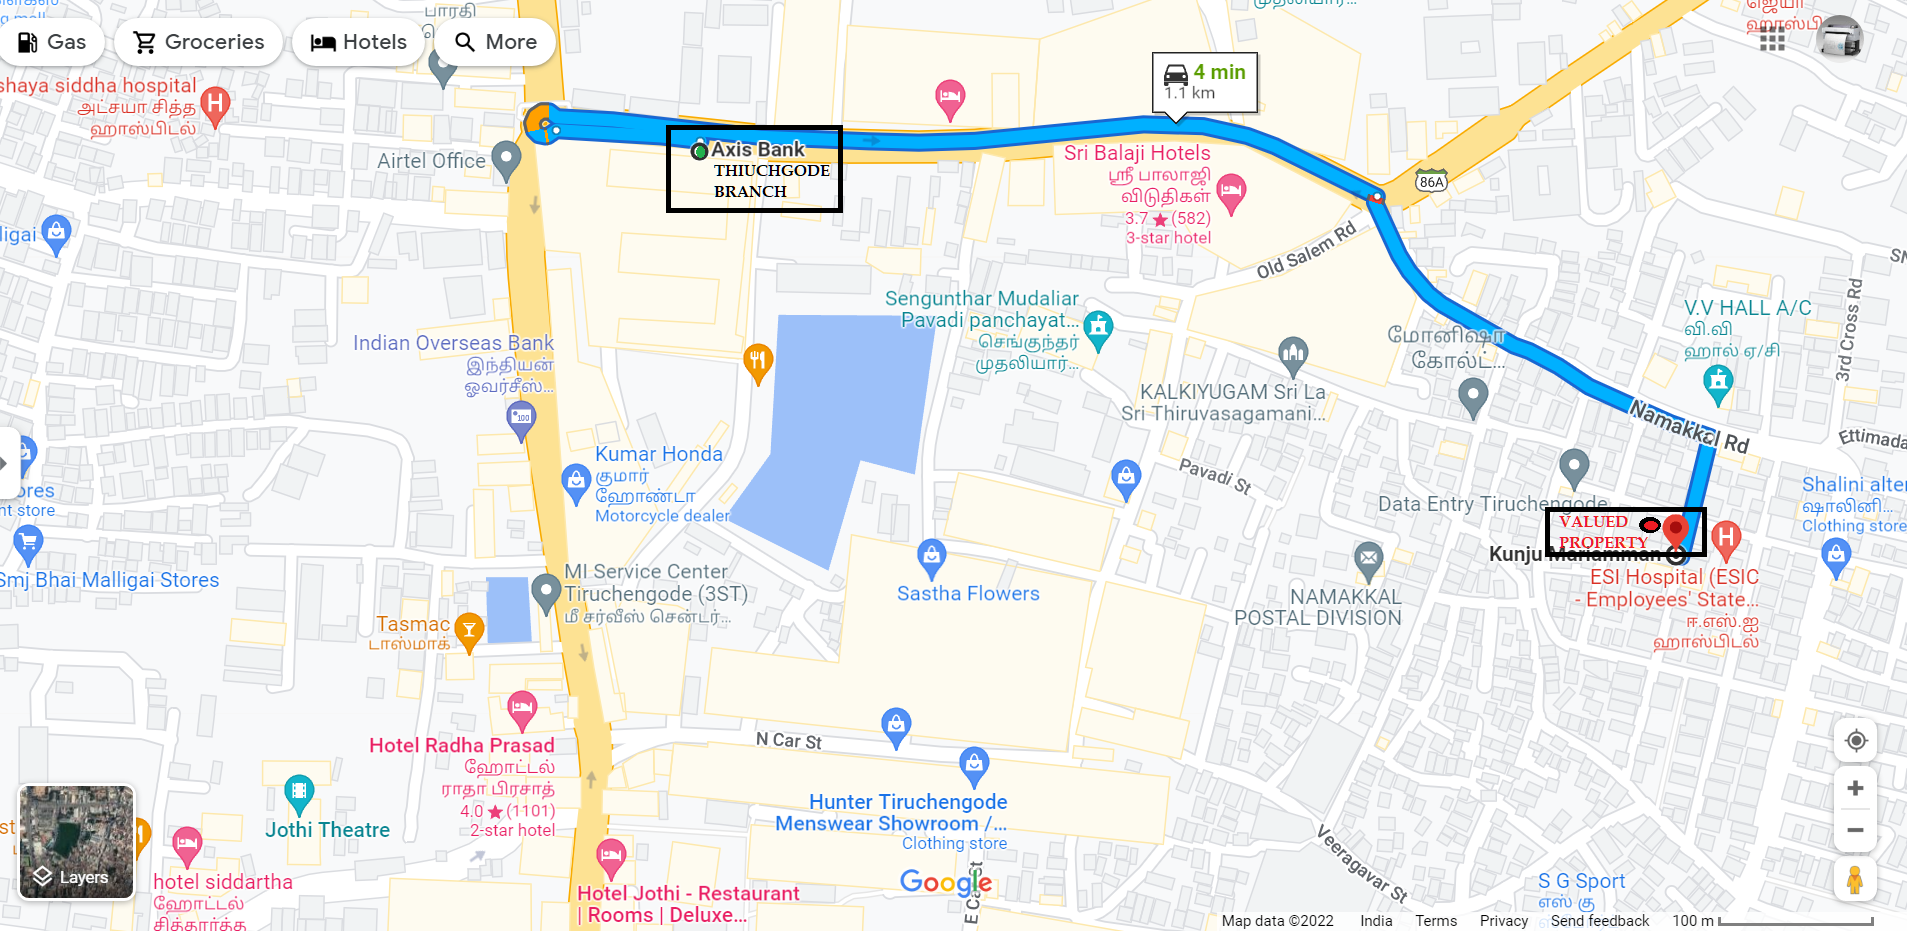 Gas
Groceries
Hotels
More
பாரதி
முதலியார்...
shaya siddha hospital
அட்சயா சித்த
ஹாஸ்பிடல்
Airtel Office
4 min
1.1 km
Axis Bank
THIUCHGODE
BRANCH
Sri Balaji Hotels
ஸ்ரீ பாலாஜி
விடுதிகள்
3.7 ★ (582)
3-star hotel
86A
Old Salem Rd
ligai
Sengunthar Mudaliar
Pavadi panchayat...
செங்குந்தர்
முதலியார்...
V.V HALL A/C
வி.வி
ஹால் ஏ/சி
3rd Cross Rd
Indian Overseas Bank
இந்தியன்
ஓவர்சீஸ்...
மோனிஷா
கோல்ட்...
KALKIYUGAM Sri La
Sri Thiruvasagamani...
Namakkal Rd
Ettimada
Kumar Honda
குமார்
ஹோண்டா
Motorcycle dealer
Pavadi St
Data Entry Tiruchengode
Shalini alter
ஷாலினி...
Clothing store
ores
nt store
VALUED
PROPERTY
Kunju Mariamman
ESI Hospital (ESIC
- Employees' State...
ஈ.எஸ்.ஐ
ஹாஸ்பிடல்
Smj Bhai Malligai Stores
MI Service Center
Tiruchengode (3ST)
மீ சர்வீஸ் சென்டர்...
Sastha Flowers
NAMAKKAL
POSTAL DIVISION
Tasmac
டாஸ்மாக்
N Car St
Hotel Radha Prasad
ஹோட்டல்
ராதா பிரசாத்
4.0 ★ (1101)
2-star hotel
Hunter Tiruchengode
Menswear Showroom /...
Clothing store
Jothi Theatre
Veeragavar St
Layers
hotel siddartha
ஹோட்டல்
சித்தார்த்த
Hotel Jothi - Restaurant
| Rooms | Deluxe...
Google
E Car St
S G Sport
எஸ் கு
Map data ©2022
India
Terms
Privacy
Send feedback
100 m